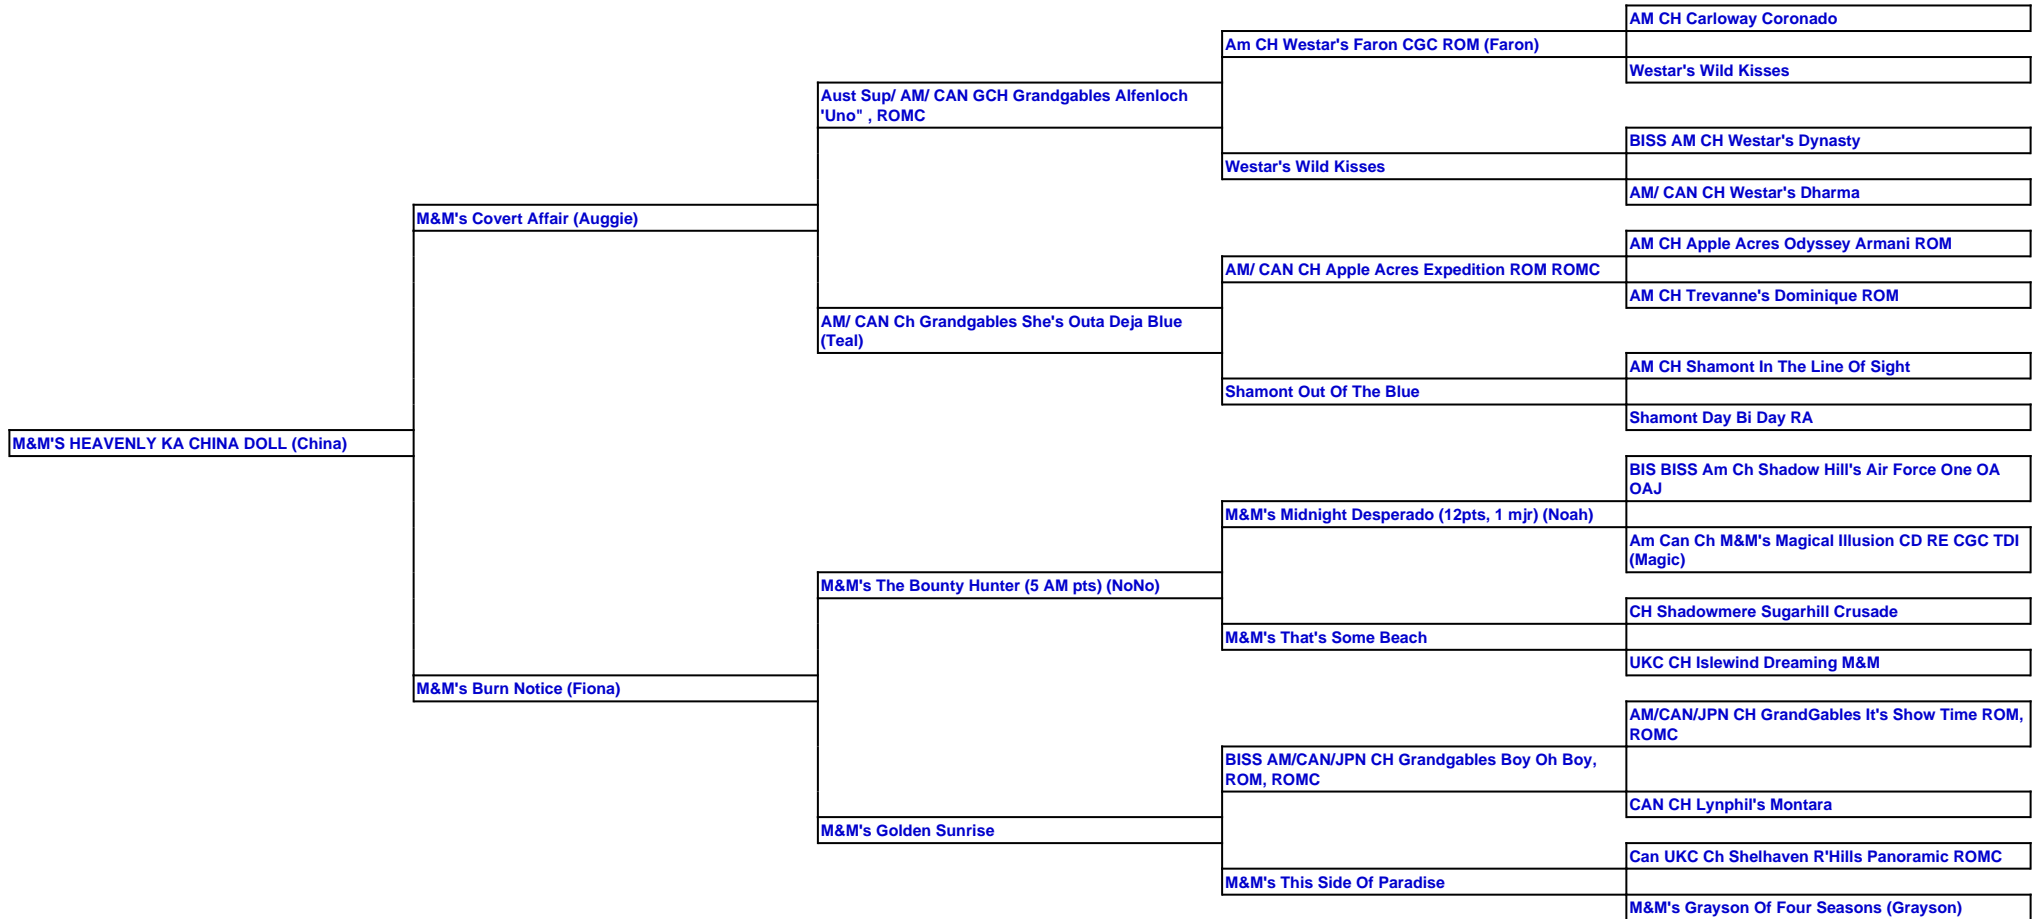 AM CH Carloway Coronado
Am CH Westar's Faron CGC ROM (Faron)
Westar's Wild Kisses
Aust Sup/ AM/ CAN GCH Grandgables Alfenloch
'Uno" , ROMC
BISS AM CH Westar's Dynasty
Westar's Wild Kisses
AM/ CAN CH Westar's Dharma
M&M's Covert Affair (Auggie)
AM CH Apple Acres Odyssey Armani ROM
AM/ CAN CH Apple Acres Expedition ROM ROMC
AM CH Trevanne's Dominique ROM
AM/ CAN Ch Grandgables She's Outa Deja Blue
(Teal)
AM CH Shamont In The Line Of Sight
Shamont Out Of The Blue
Shamont Day Bi Day RA
M&M'S HEAVENLY KA CHINA DOLL (China)
BIS BISS Am Ch Shadow Hill's Air Force One OA
OAJ
M&M's Midnight Desperado (12pts, 1 mjr) (Noah)
Am Can Ch M&M's Magical Illusion CD RE CGC TDI
(Magic)
M&M's The Bounty Hunter (5 AM pts) (NoNo)
CH Shadowmere Sugarhill Crusade
M&M's That's Some Beach
UKC CH Islewind Dreaming M&M
M&M's Burn Notice (Fiona)
AM/CAN/JPN CH GrandGables It's Show Time ROM,
ROMC
BISS AM/CAN/JPN CH Grandgables Boy Oh Boy,
ROM, ROMC
CAN CH Lynphil's Montara
M&M's Golden Sunrise
Can UKC Ch Shelhaven R'Hills Panoramic ROMC
M&M's This Side Of Paradise
M&M's Grayson Of Four Seasons (Grayson)